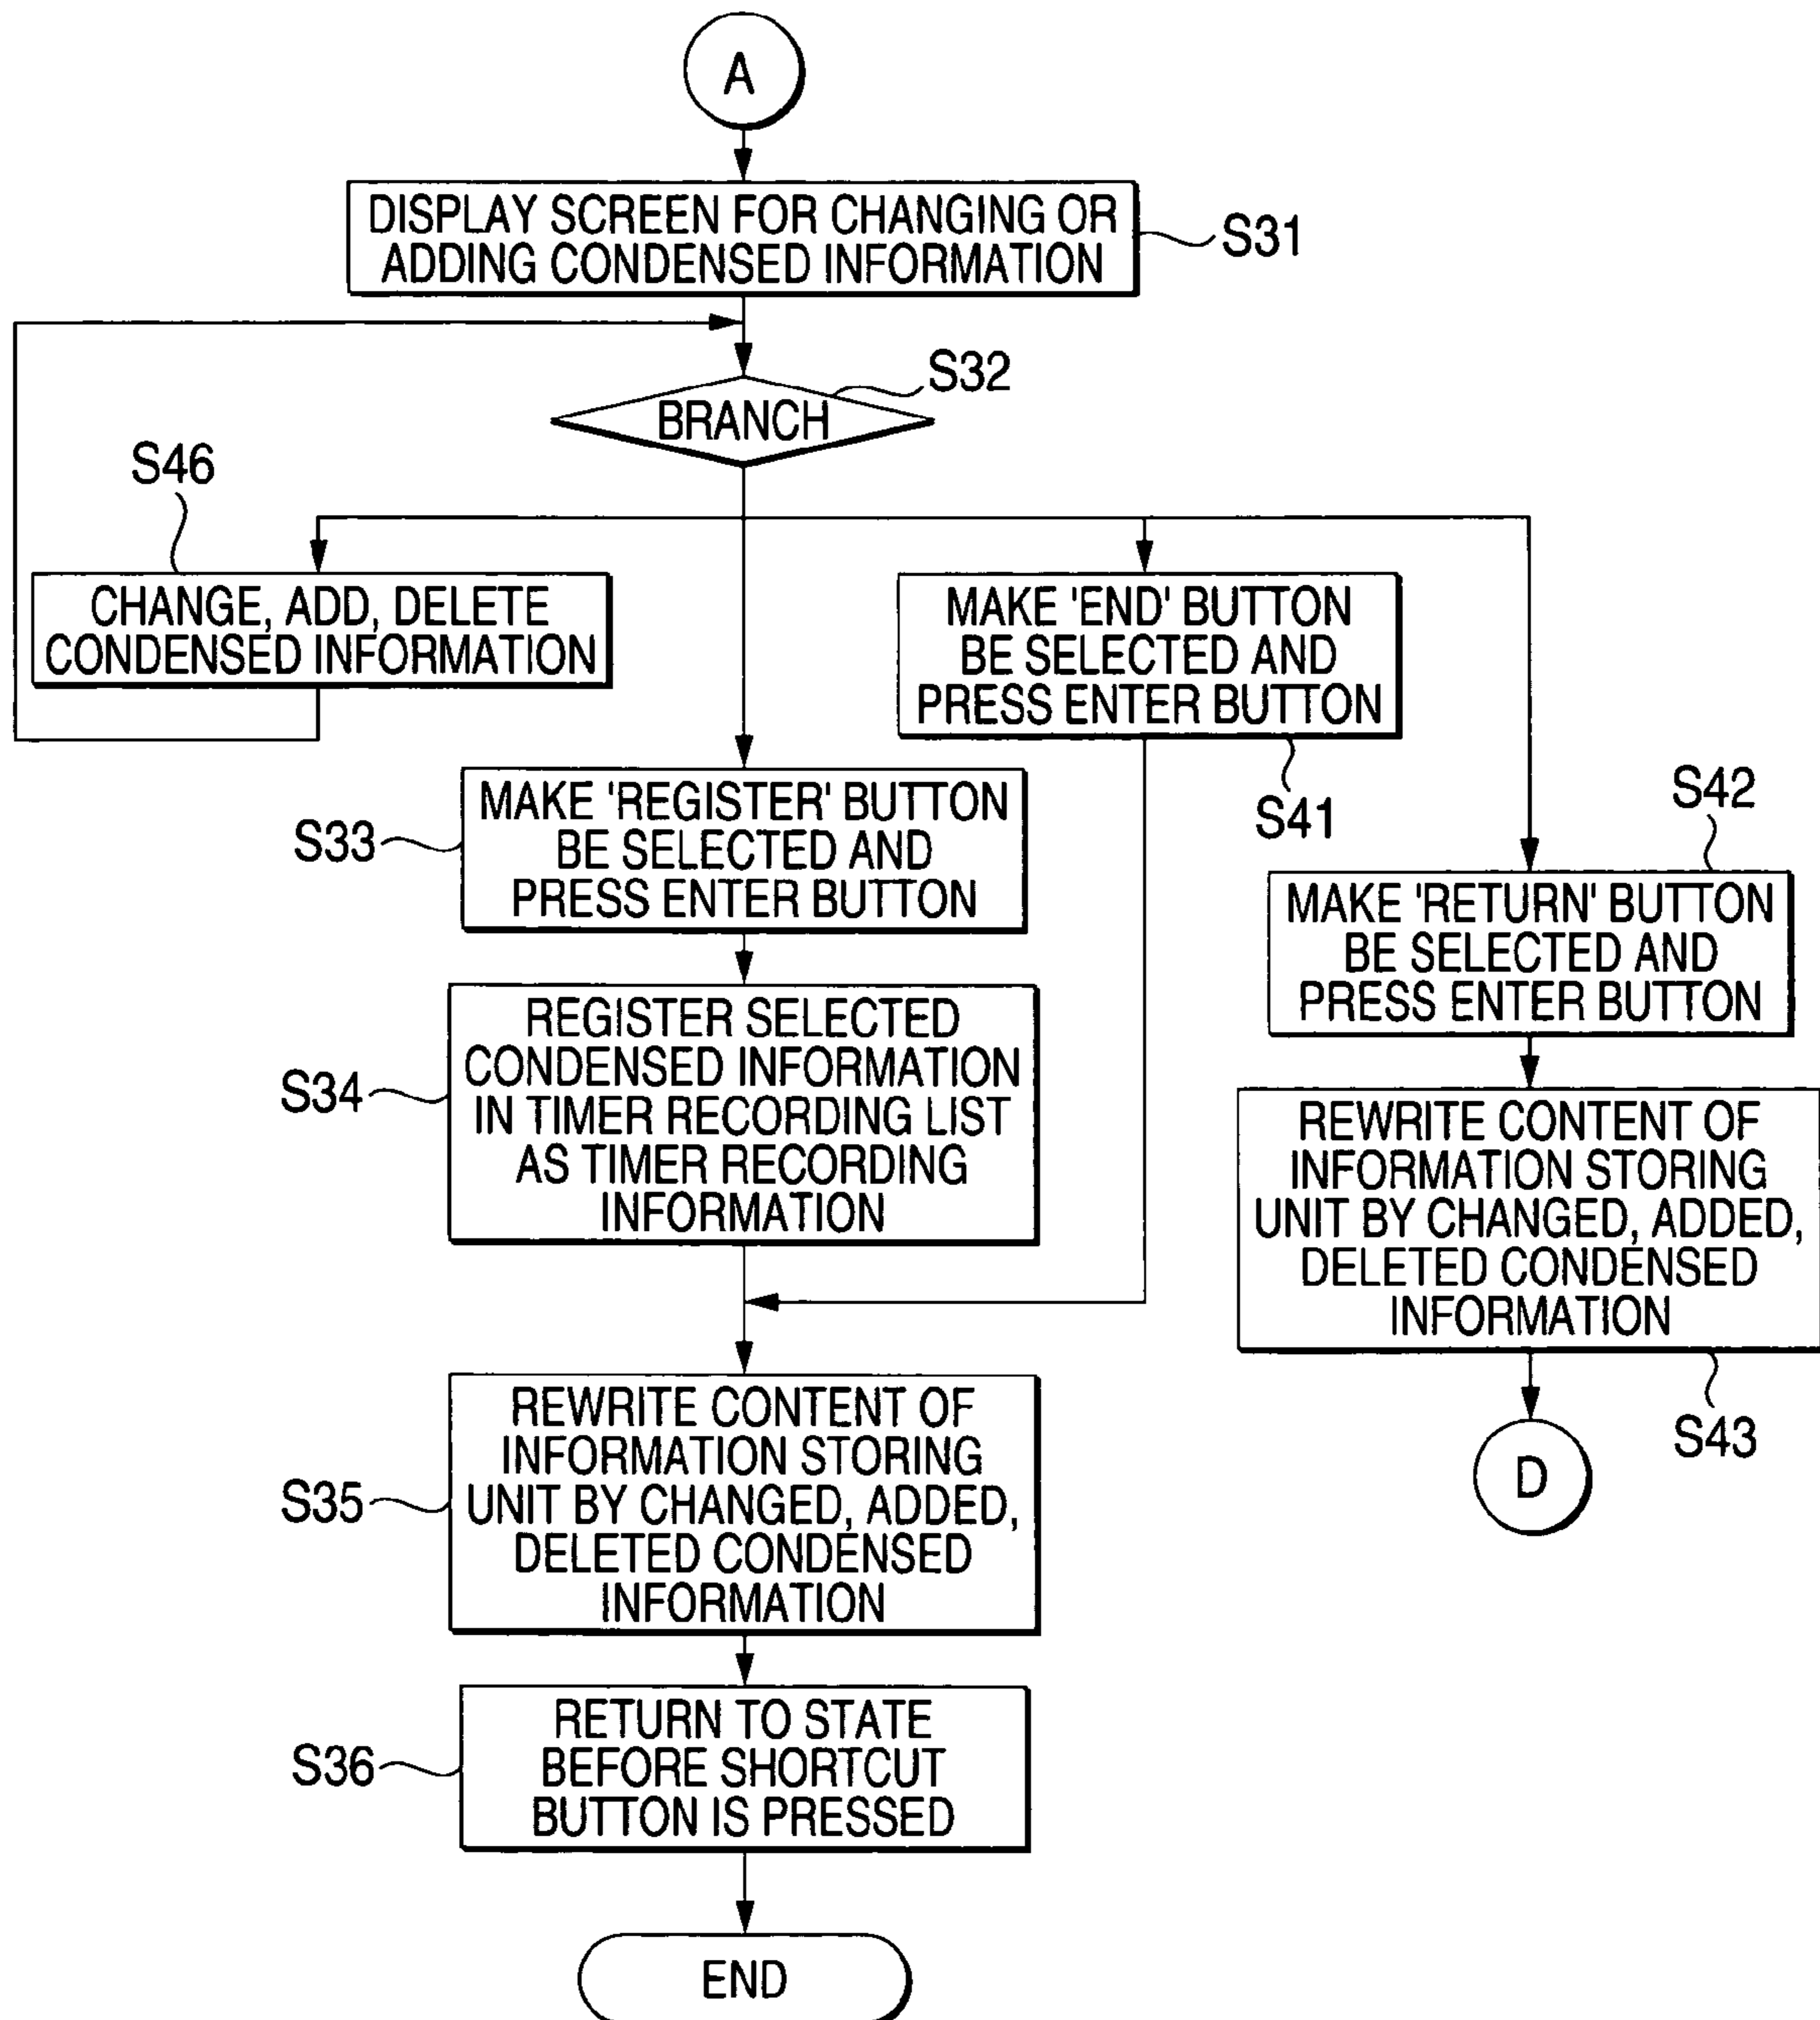 A
DISPLAY SCREEN FOR CHANGING OR
ADDING CONDENSED INFORMATION
S31
S32
BRANCH
S46
CHANGE, ADD, DELETE
CONDENSED INFORMATION
MAKE 'END' BUTTON
BE SELECTED AND
PRESS ENTER BUTTON
S41
S33
MAKE 'REGISTER' BUTTON
BE SELECTED AND
PRESS ENTER BUTTON
S42
MAKE 'RETURN' BUTTON
BE SELECTED AND
PRESS ENTER BUTTON
S34
REGISTER SELECTED
CONDENSED INFORMATION
IN TIMER RECORDING LIST
AS TIMER RECORDING
INFORMATION
REWRITE CONTENT OF
INFORMATION STORING
UNIT BY CHANGED, ADDED,
DELETED CONDENSED
INFORMATION
S43
D
S35
REWRITE CONTENT OF
INFORMATION STORING
UNIT BY CHANGED, ADDED,
DELETED CONDENSED
INFORMATION
S36
RETURN TO STATE
BEFORE SHORTCUT
BUTTON IS PRESSED
END